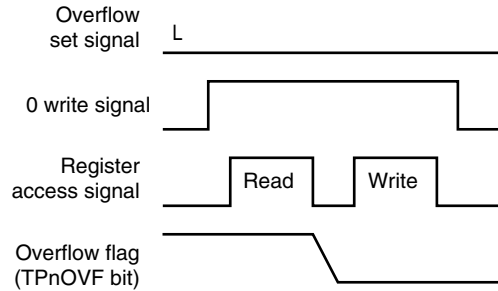 Overflow
set signal
L
0 write signal
Register
access signal
Read
Write
Overflow flag
(TPnOVF bit)